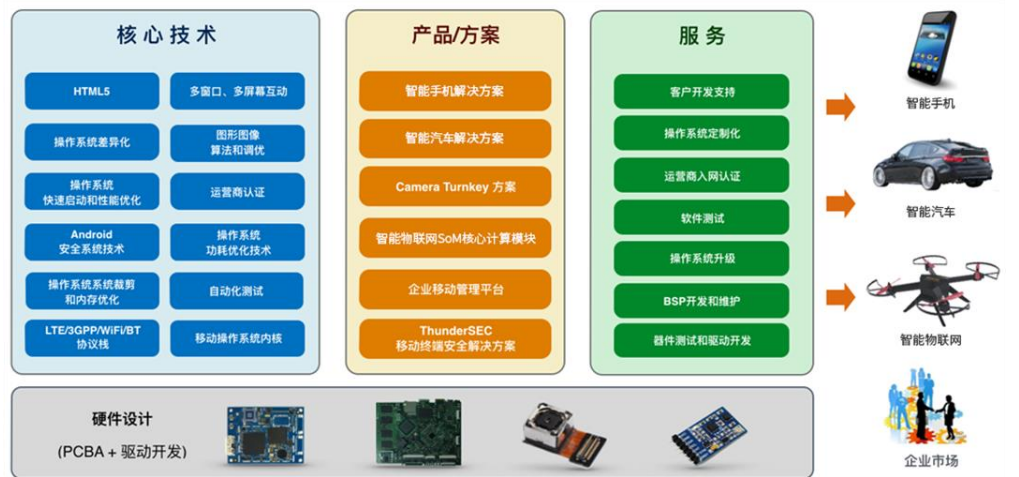 核心技术
HTML5
多窗口、多屏幕互动
操作系统差异化
图形图像
算法和调优
操作系统
快速启动和性能优化
运营商认证
Android
安全系统技术
操作系统
功耗优化技术
操作系统系统裁剪
和内存优化
自动化测试
LTE/3GPP/WiFi/BT
协议栈
移动操作系统内核
产品/方案
智能手机解决方案
智能汽车解决方案
Camera Turnkey 方案
智能物联网SoM核心计算模块
企业移动管理平台
ThunderSEC
移动终端安全解决方案
服务
客户开发支持
操作系统定制化
运营商入网认证
软件测试
操作系统升级
BSP开发和维护
器件测试和驱动开发
智能手机
智能汽车
智能物联网
企业市场
硬件设计
(PCBA + 驱动开发)